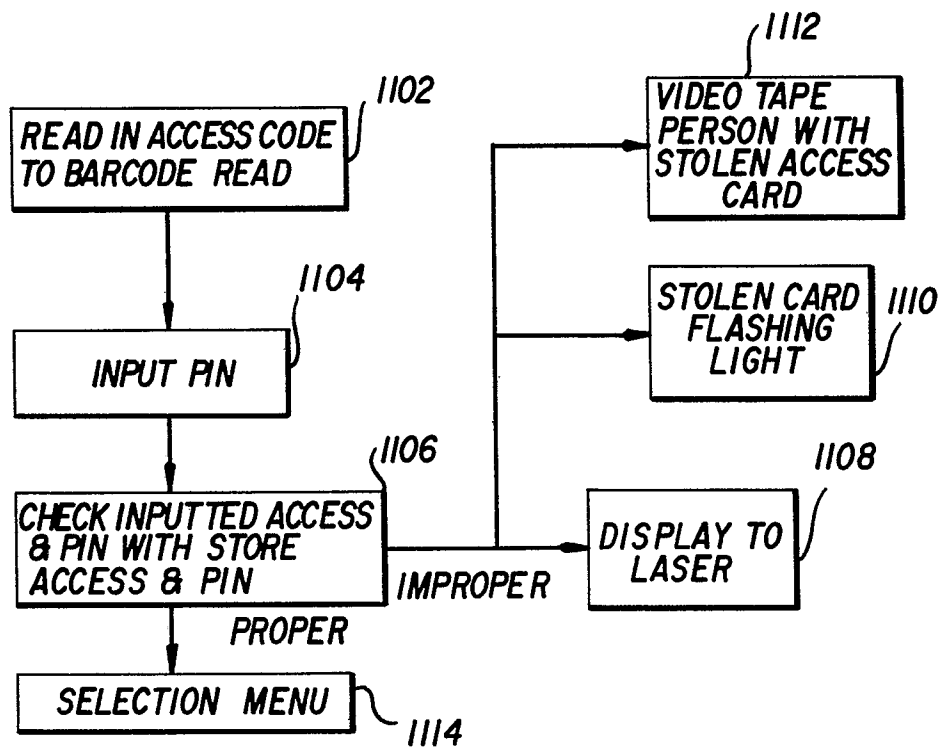 1102
READ IN ACCESS CODE
TO BARCODE READ
1104
INPUT PIN
1106
CHECK INPUTTED ACCESS
& PIN WITH STORE
ACCESS & PIN
IMPROPER
PROPER
SELECTION MENU
1114
1112
VIDEO TAPE
PERSON WITH
STOLEN ACCESS
CARD
1110
STOLEN CARD
FLASHING
LIGHT
1108
DISPLAY TO
LASER